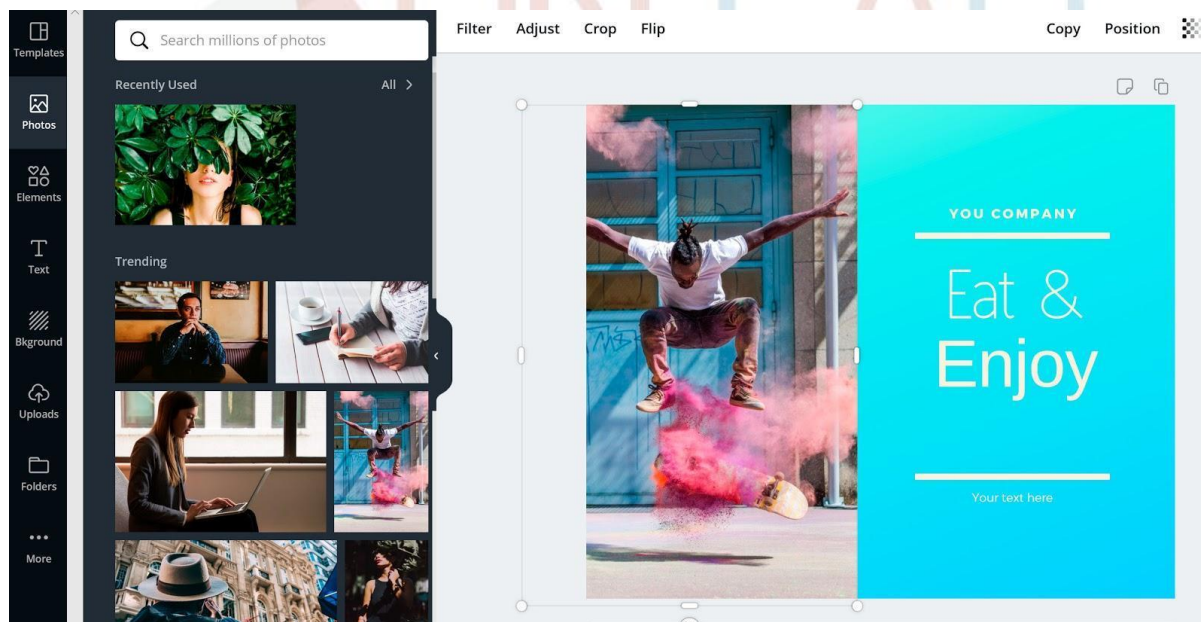 Filter Adjust Crop Flip Copy Position
Templates
Photos
Elements
Text
Bkground
Uploads
Folders
More
Search millions of photos
Recently Used All >
Trending
YOU COMPANY
Eat &
Enjoy
Your text here